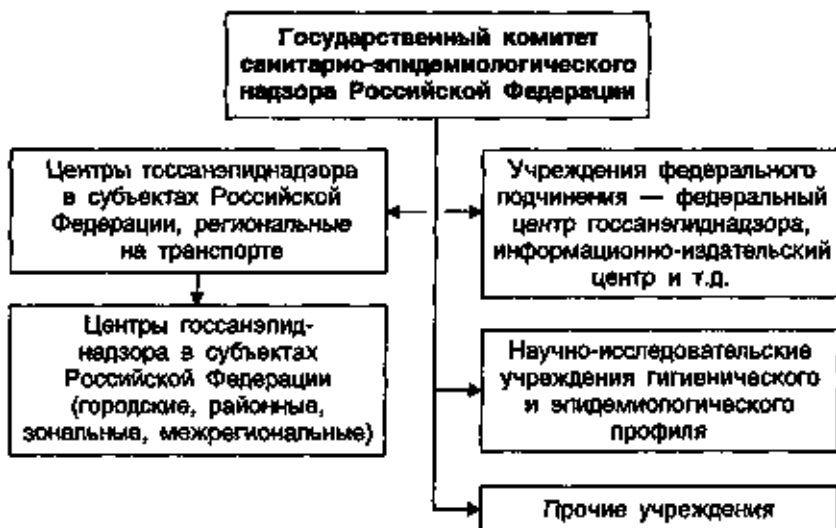 Государственный комитет
санитарно-эпидемиологического
надзора Российской Федерации
Центры госсанэпиднадзора
в субъектах Российской
Федерации, региональные
на транспорте
Учреждения федерального
подчинения — федеральный
центр госсанэпиднадзора,
информационно-издательский
центр и т.д.
Центры госсанэпид-
надзора в субъектах
Российской Федерации
(городские, районные,
зональные, межрегиональные)
Научно-исследовательские
учреждения гигиенического
и эпидемиологического
профиля
Прочие учреждения